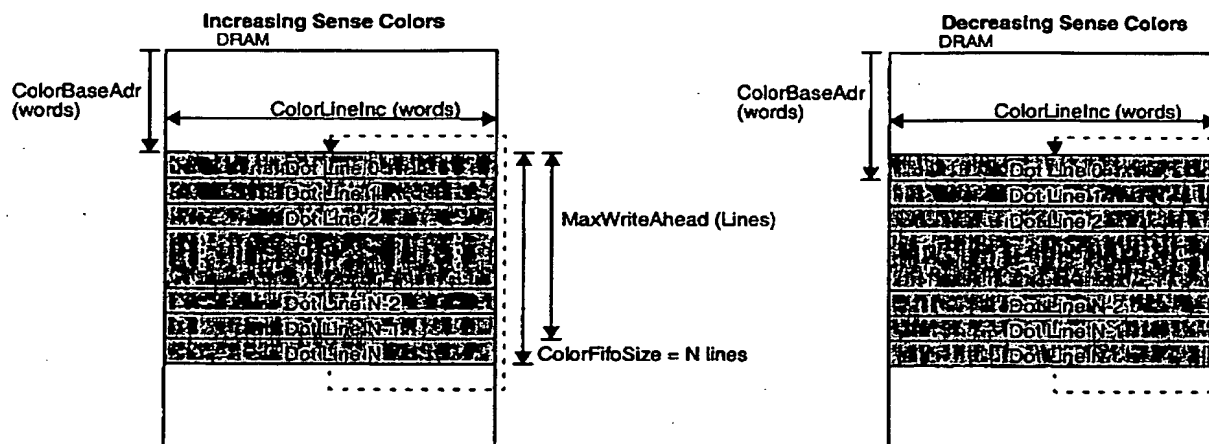 Increasing Sense Colors
DRAM
ColorBaseAdr
(words)
ColorLineInc (words)
Dot Line 0
Dot Line 1
Dot Line 2
Dot Line N-2
Dot Line N-1
Dot Line N
MaxWriteAhead (Lines)
ColorFifoSize = N lines
Decreasing Sense Colors
DRAM
ColorBaseAdr
(words)
ColorLineInc (words)
Dot Line 0
Dot Line 1
Dot Line 2
Dot Line N-2
Dot Line N-1
Dot Line N